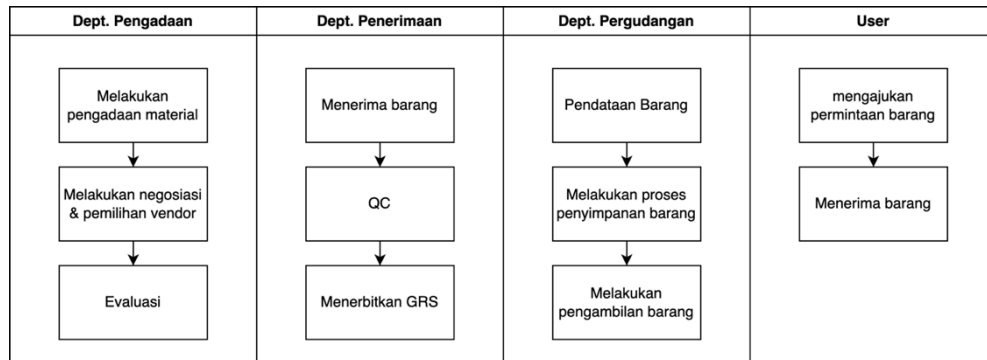 Dept. Pengadaan
Dept. Penerimaan
Dept. Pergudangan
User
Melakukan
pengadaan material
Melakukan negosiasi
& pemilihan vendor
Evaluasi
Menerima barang
QC
Menerbitkan GRS
Pendataan Barang
Melakukan proses
penyimpanan barang
Melakukan
pengambilan barang
mengajukan
permintaan barang
Menerima barang